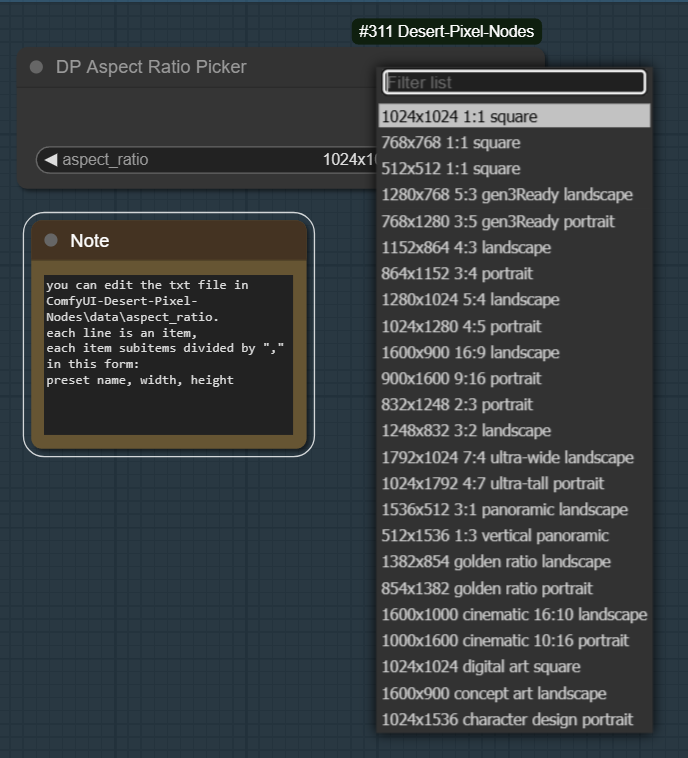 #311 Desert-Pixel-Nodes
DP Aspect Ratio Picker
Filter list
aspect_ratio
1024x1
1024x1024 1:1 square
768x768 1:1 square
512x512 1:1 square
1280x768 5:3 gen3Ready landscape
768x1280 3:5 gen3Ready portrait
1152x864 4:3 landscape
864x1152 3:4 portrait
1280x1024 5:4 landscape
1024x1280 4:5 portrait
1600x900 16:9 landscape
900x1600 9:16 portrait
832x1248 2:3 portrait
1248x832 3:2 landscape
1792x1024 7:4 ultra-wide landscape
1024x1792 4:7 ultra-tall portrait
1536x512 3:1 panoramic landscape
512x1536 1:3 vertical panoramic
1382x854 golden ratio landscape
854x1382 golden ratio portrait
1600x1000 cinematic 16:10 landscape
1000x1600 cinematic 10:16 portrait
1024x1024 digital art square
1600x900 concept art landscape
1024x1536 character design portrait
Note
you can edit the txt file in
ComfyUI-Desert-Pixel-
Nodes\data\aspect_ratio.
each line is an item,
each item subitems divided by ","
in this form:
preset name, width, height